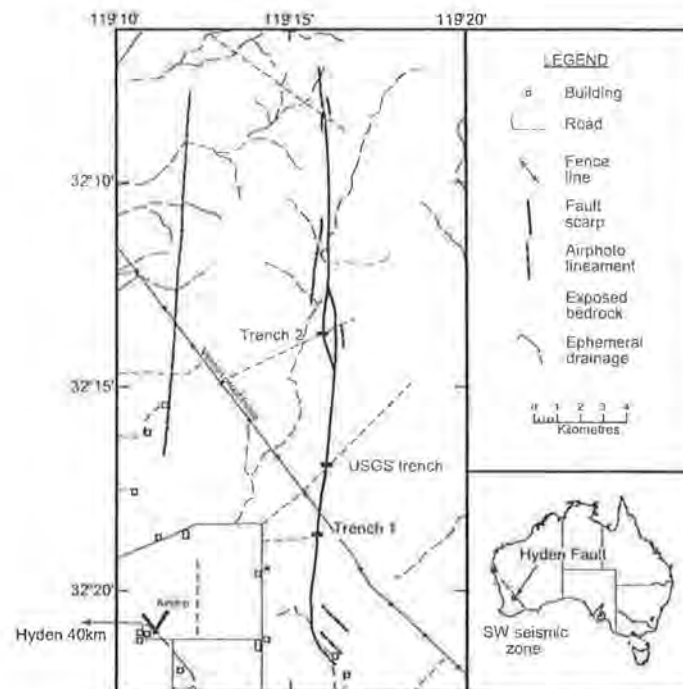 119°10' 119°15' 119°20'
32°10'
32°15'
32°20'
Trench 2
USGS trench
Trench 1
Airstrip
Hyden 40km
LEGEND
Building
Road
Fence
line
Fault
scarp
Airphoto
lineament
Exposed
bedrock
Ephemeral
drainage
0 1 2 3 4
Kilometres
Hyden Fault
SW seismic
zone